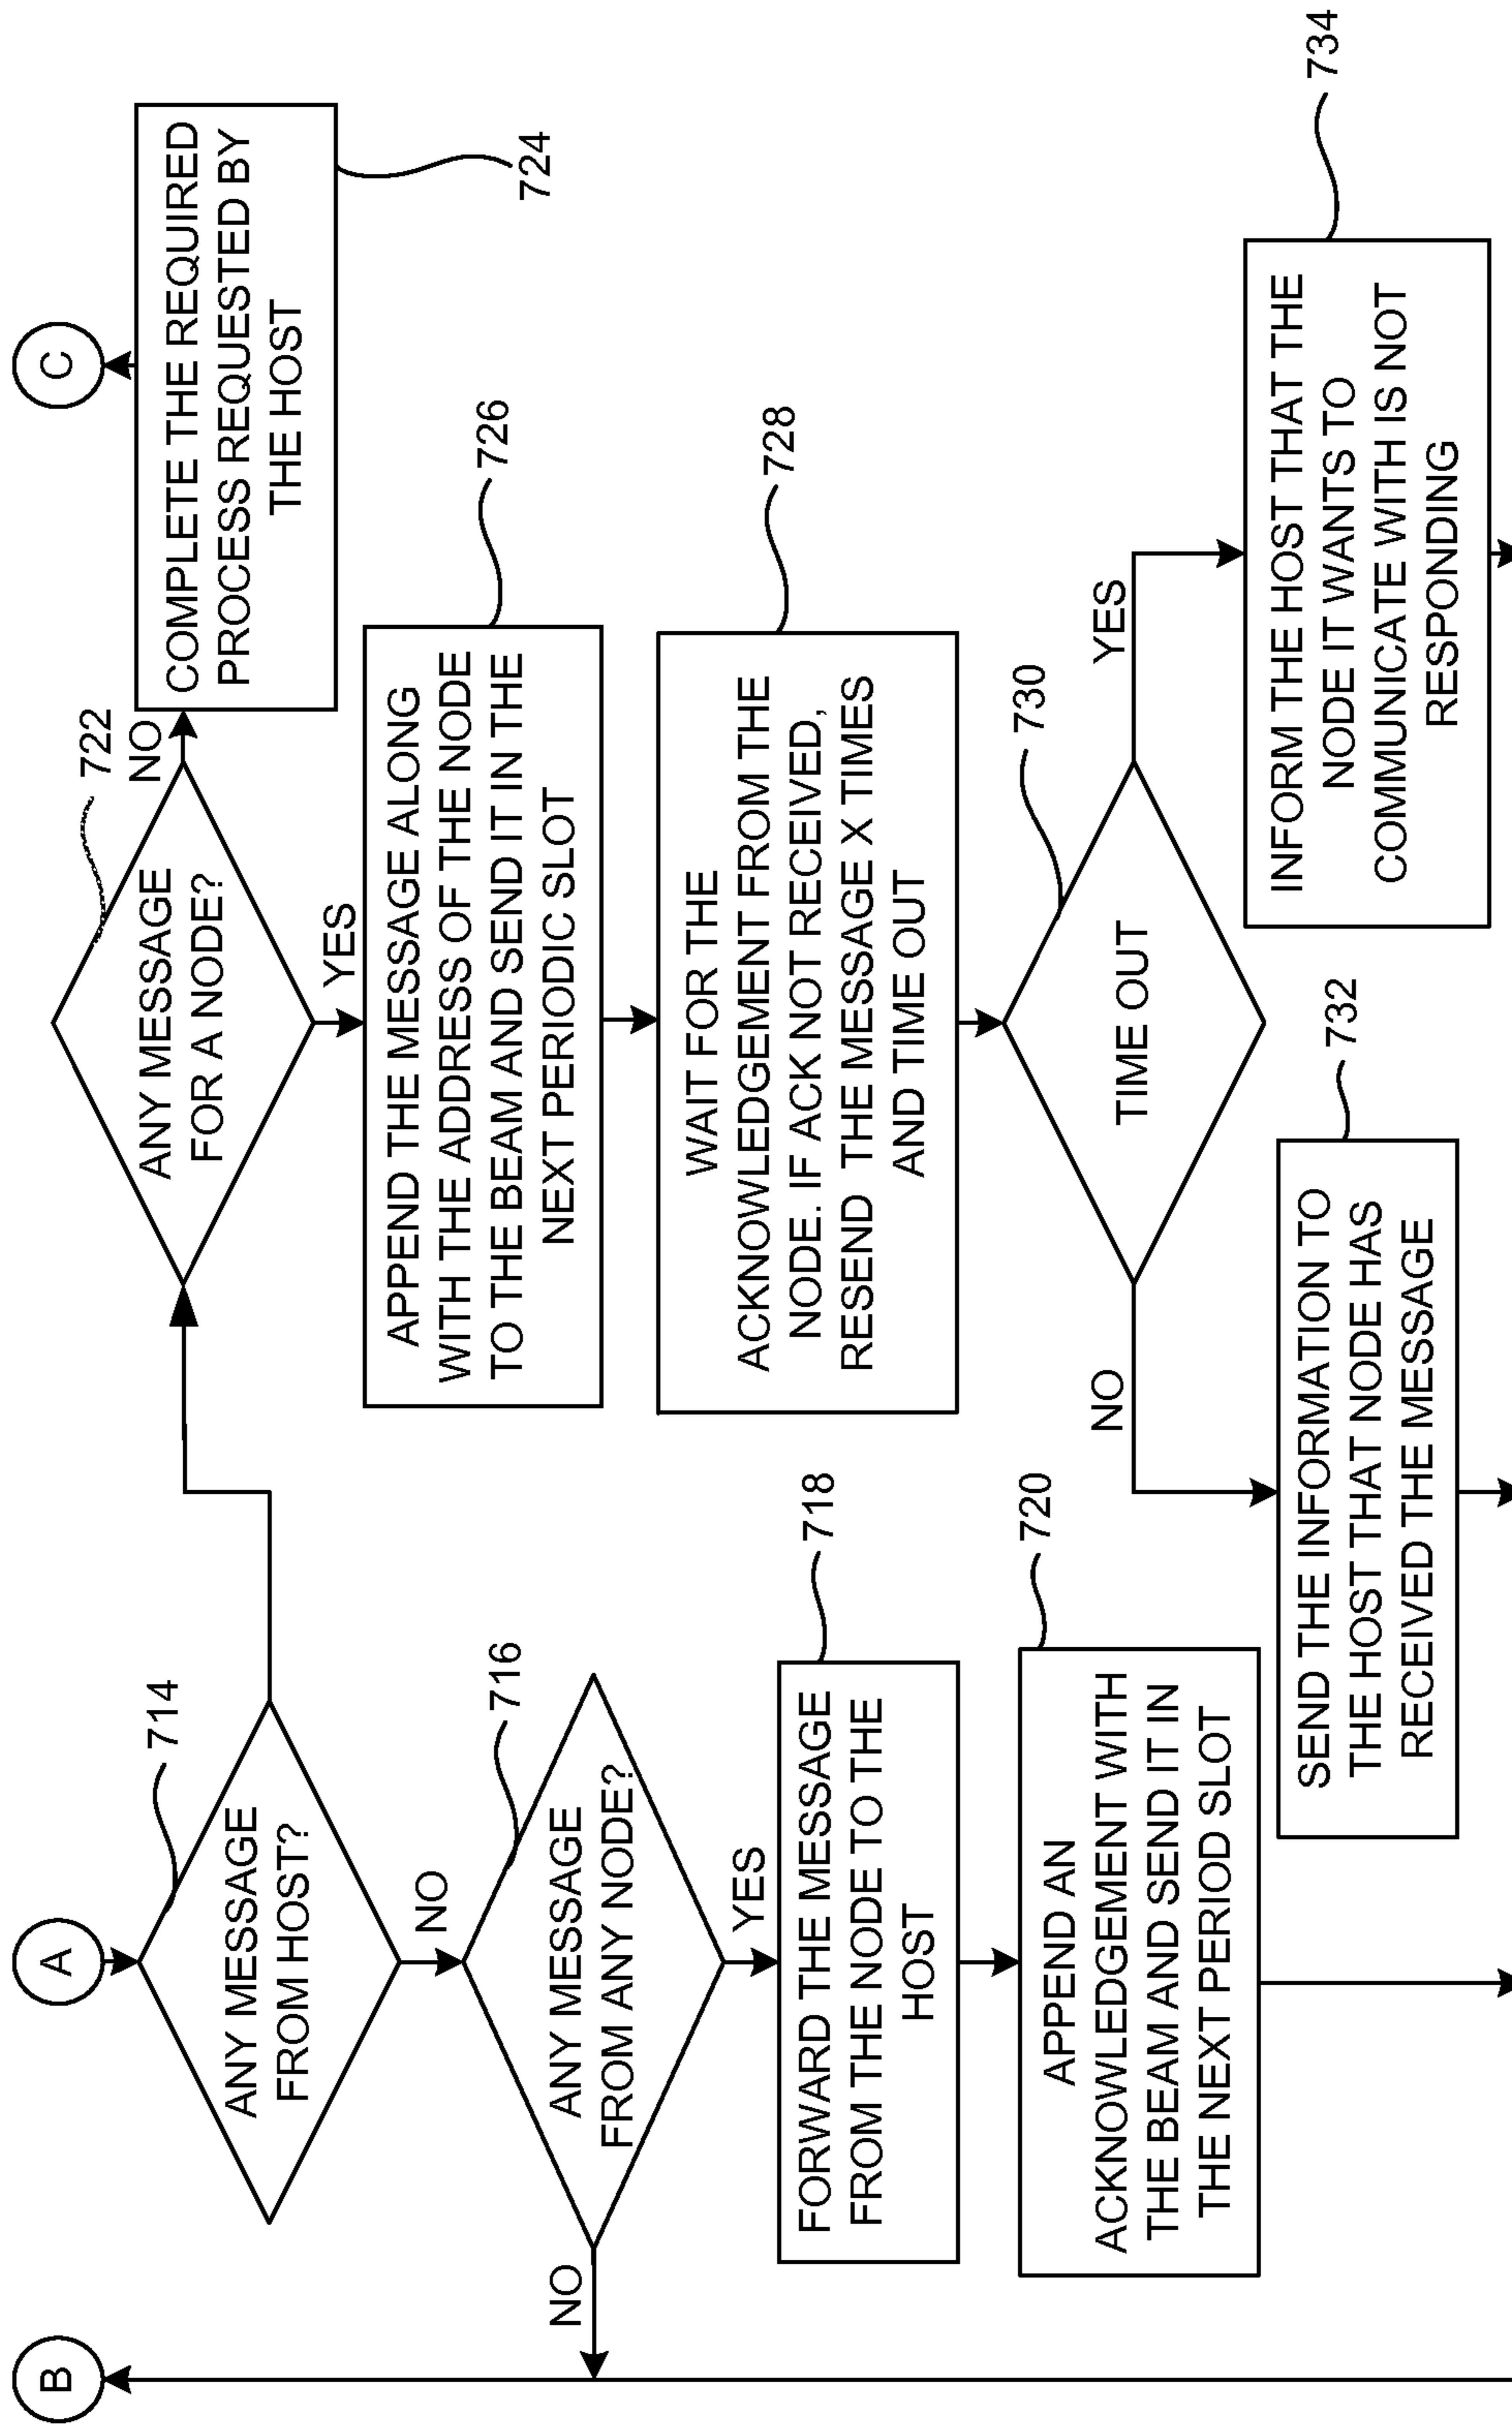 A
B
C
714
ANY MESSAGE
FROM HOST?
NO
716
ANY MESSAGE
FROM ANY NODE?
NO
YES
718
FORWARD THE MESSAGE
FROM THE NODE TO THE
HOST
720
APPEND AN
ACKNOWLEDGEMENT WITH
THE BEAM AND SEND IT IN
THE NEXT PERIOD SLOT
722
ANY MESSAGE
FOR A NODE?
NO
COMPLETE THE REQUIRED
PROCESS REQUESTED BY
THE HOST
724
YES
726
APPEND THE MESSAGE ALONG
WITH THE ADDRESS OF THE NODE
TO THE BEAM AND SEND IT IN THE
NEXT PERIODIC SLOT
728
WAIT FOR THE
ACKNOWLEDGEMENT FROM THE
NODE. IF ACK NOT RECEIVED,
RESEND THE MESSAGE X TIMES
AND TIME OUT
730
TIME OUT
NO
YES
732
SEND THE INFORMATION TO
THE HOST THAT NODE HAS
RECEIVED THE MESSAGE
734
INFORM THE HOST THAT THE
NODE IT WANTS TO
COMMUNICATE WITH IS NOT
RESPONDING